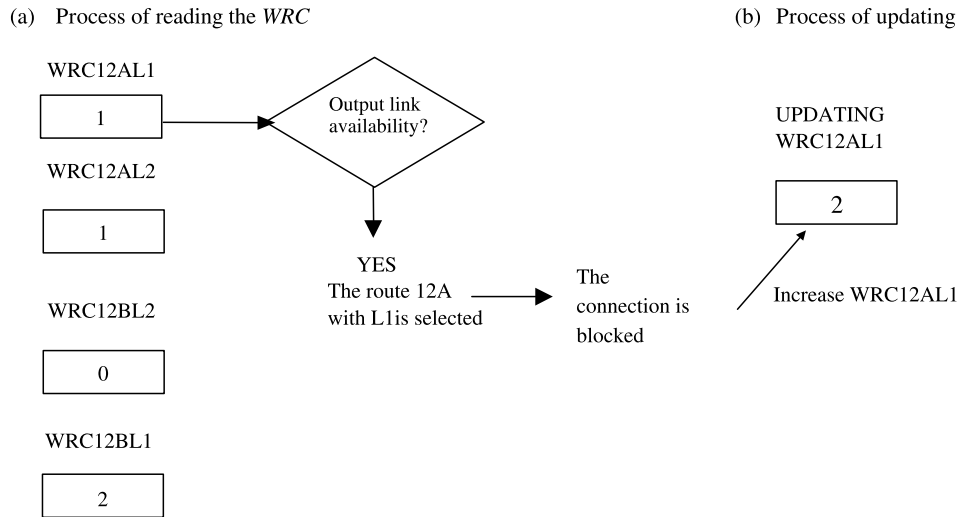 (a) Process of reading the WRC
WRC12AL1
1
WRC12AL2
1
WRC12BL2
0
WRC12BL1
2
Output link
availability?
YES
The route 12A
with L1is selected
The
connection is
blocked
(b) Process of updating
UPDATING
WRC12AL1
2
Increase WRC12AL1